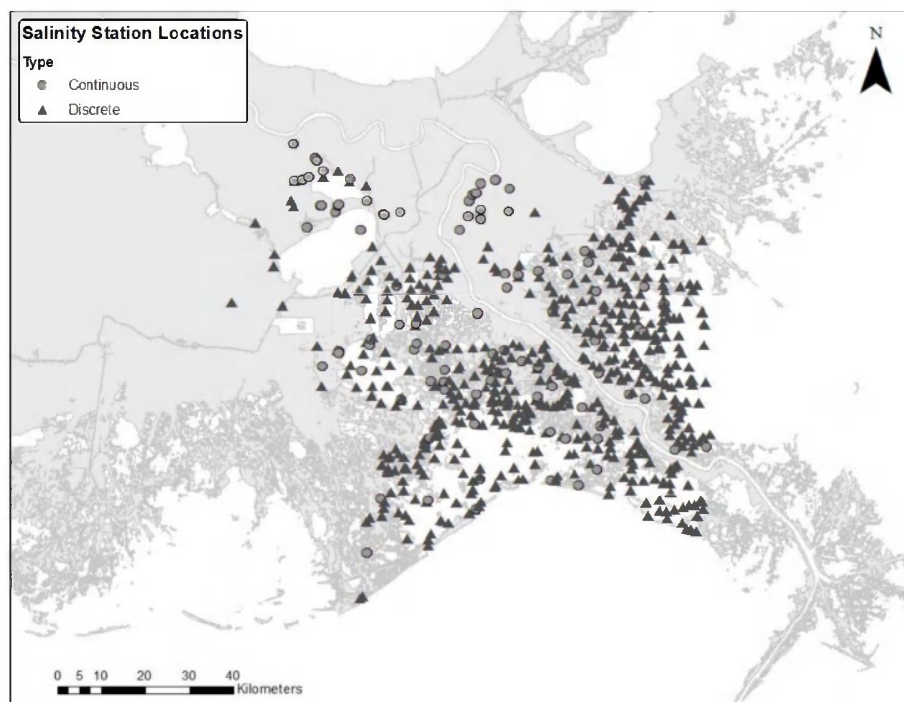 Salinity Station Locations
Type
Continuous
Discrete
N
0 5 10 20 30 40
Kilometers